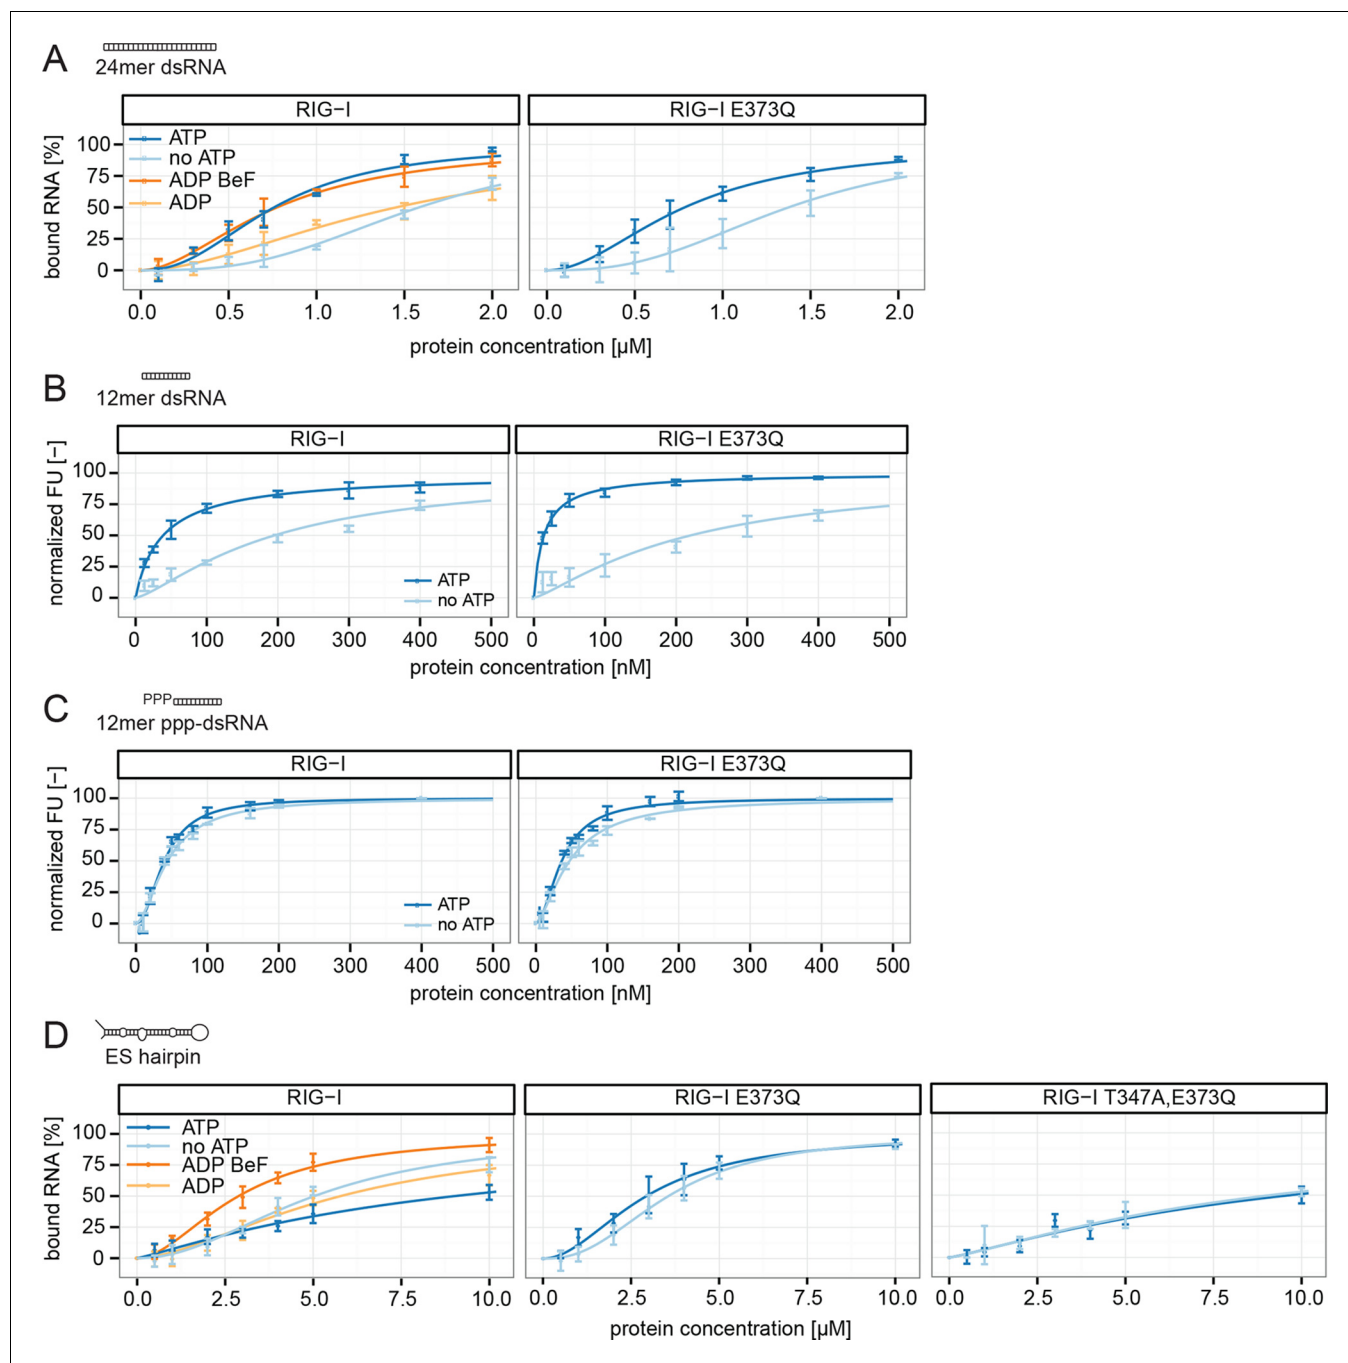 A
24mer dsRNA
RIG−I
RIG−I E373Q
bound RNA [%]
100
75
50
25
0
ATP
no ATP
ADP BeF
ADP
0.0 0.5 1.0 1.5 2.0
0.0 0.5 1.0 1.5 2.0
protein concentration [µM]
B
12mer dsRNA
RIG−I
RIG−I E373Q
normalized FU [−]
100
75
50
25
0
ATP
no ATP
0 100 200 300 400 500
0 100 200 300 400 500
protein concentration [nM]
C
PPP
12mer ppp-dsRNA
RIG−I
RIG−I E373Q
normalized FU [−]
100
75
50
25
0
ATP
no ATP
0 100 200 300 400 500
0 100 200 300 400 500
protein concentration [nM]
D
ES hairpin
RIG−I
RIG−I E373Q
RIG−I T347A,E373Q
bound RNA [%]
100
75
50
25
0
ATP
no ATP
ADP BeF
ADP
0.0 2.5 5.0 7.5 10.0
0.0 2.5 5.0 7.5 10.0
0.0 2.5 5.0 7.5 10.0
protein concentration [µM]